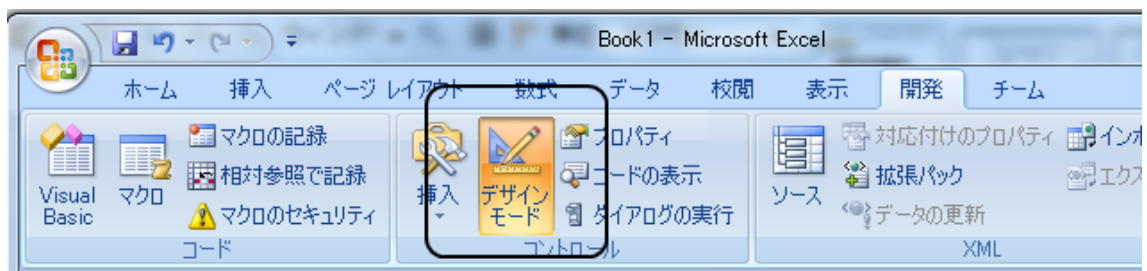 Book1 - Microsoft Excel
ホーム 挿入 ページ レイアウト 数式 データ 校閲 表示 開発 チーム
Visual Basic
マクロ
マクロの記録
相対参照で記録
マクロのセキュリティ
コード
挿入
デザイン
モード
プロパティ
コードの表示
ダイアログの実行
コントロール
ソース
対応付けのプロパティ
拡張パック
データの更新
インポ
エクス
XML